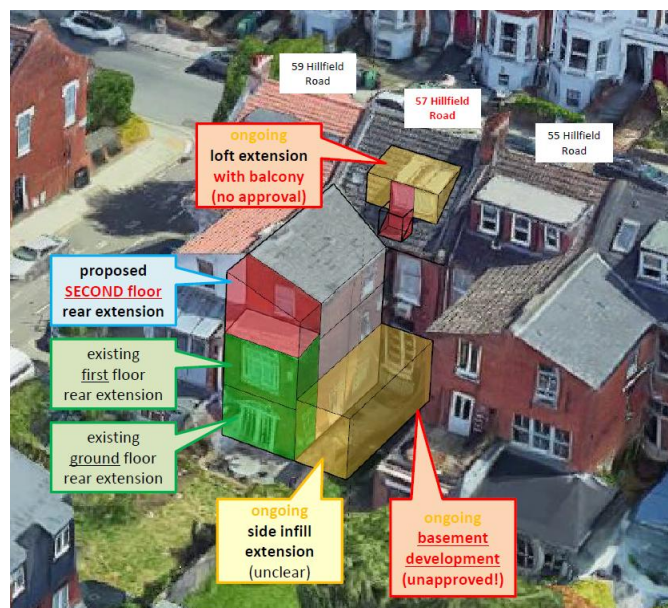 59 Hillfield
Road
57 Hillfield
Road
55 Hillfield
Road
ongoing
loft extension
with balcony
(no approval)
proposed
SECOND floor
rear extension
existing
first floor
rear extension
existing
ground floor
rear extension
ongoing
side infill
extension
(unclear)
ongoing
basement
development
(unapproved!)